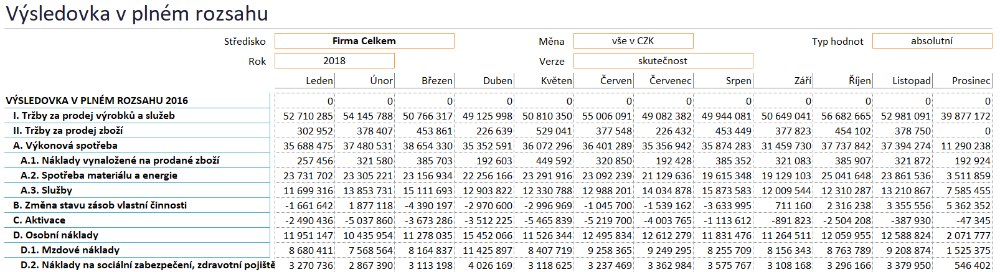 Výsledovka v plném rozsahu
Středisko Firma Celkem Měna vše v CZK Typ hodnot absolutní
Rok 2018 Verze skutečnost
Leden Únor Březen Duben Květen Červen Červenec Srpen Září Říjen Listopad Prosinec
VÝSLEDOVKA V PLNÉM ROZSAHU 2016 0 0 0 0 0 0 0 0 0 0 0 0
I. Tržby za prodej výrobků a služeb 52 710 285 54 145 788 50 766 317 49 125 998 50 810 350 55 006 091 49 082 382 49 944 081 50 649 041 56 682 665 52 981 091 39 877 172
II. Tržby za prodej zboží 302 952 378 407 453 861 226 639 529 041 377 548 226 432 453 449 377 823 454 102 378 750 0
A. Výkonová spotřeba 35 688 475 37 480 531 38 654 330 35 352 591 36 072 296 36 401 289 35 356 942 35 874 283 31 459 730 37 737 842 37 394 274 11 290 238
A.1. Náklady vynaložené na prodané zboží 257 456 321 580 385 703 192 603 449 592 320 850 192 428 385 352 321 083 385 907 321 872 192 924
A.2. Spotřeba materiálu a energie 23 731 702 23 305 221 23 156 934 22 256 166 23 291 916 23 092 239 21 129 636 19 615 348 19 129 103 25 041 648 23 861 536 3 511 859
A.3. Služby 11 699 316 13 853 731 15 111 693 12 903 822 12 330 788 12 988 201 14 034 878 15 873 583 12 009 544 12 310 287 13 210 867 7 585 455
B. Změna stavu zásob vlastní činnosti -1 661 642 1 877 118 -4 390 197 -2 970 600 -2 996 969 -1 045 700 -1 539 162 -3 633 995 711 160 2 316 238 3 355 556 5 362 352
C. Aktivace -2 490 436 -5 037 860 -3 673 286 -3 512 225 -5 465 839 -5 219 700 -4 003 765 -1 113 612 -891 823 -2 504 208 -387 930 -47 345
D. Osobní náklady 11 951 147 10 435 954 11 278 035 15 452 066 11 526 344 12 495 834 12 612 279 11 831 476 11 264 511 12 059 955 12 588 824 2 071 777
D.1. Mzdové náklady 8 680 411 7 568 564 8 164 837 11 425 897 8 407 719 9 258 365 9 249 295 8 255 709 8 156 343 8 763 789 9 208 874 1 525 375
D.2. Náklady na sociální zabezpečení, zdravotní pojiště 3 270 736 2 867 390 3 113 198 4 026 169 3 118 625 3 237 469 3 362 984 3 575 767 3 108 168 3 296 166 3 379 950 546 402